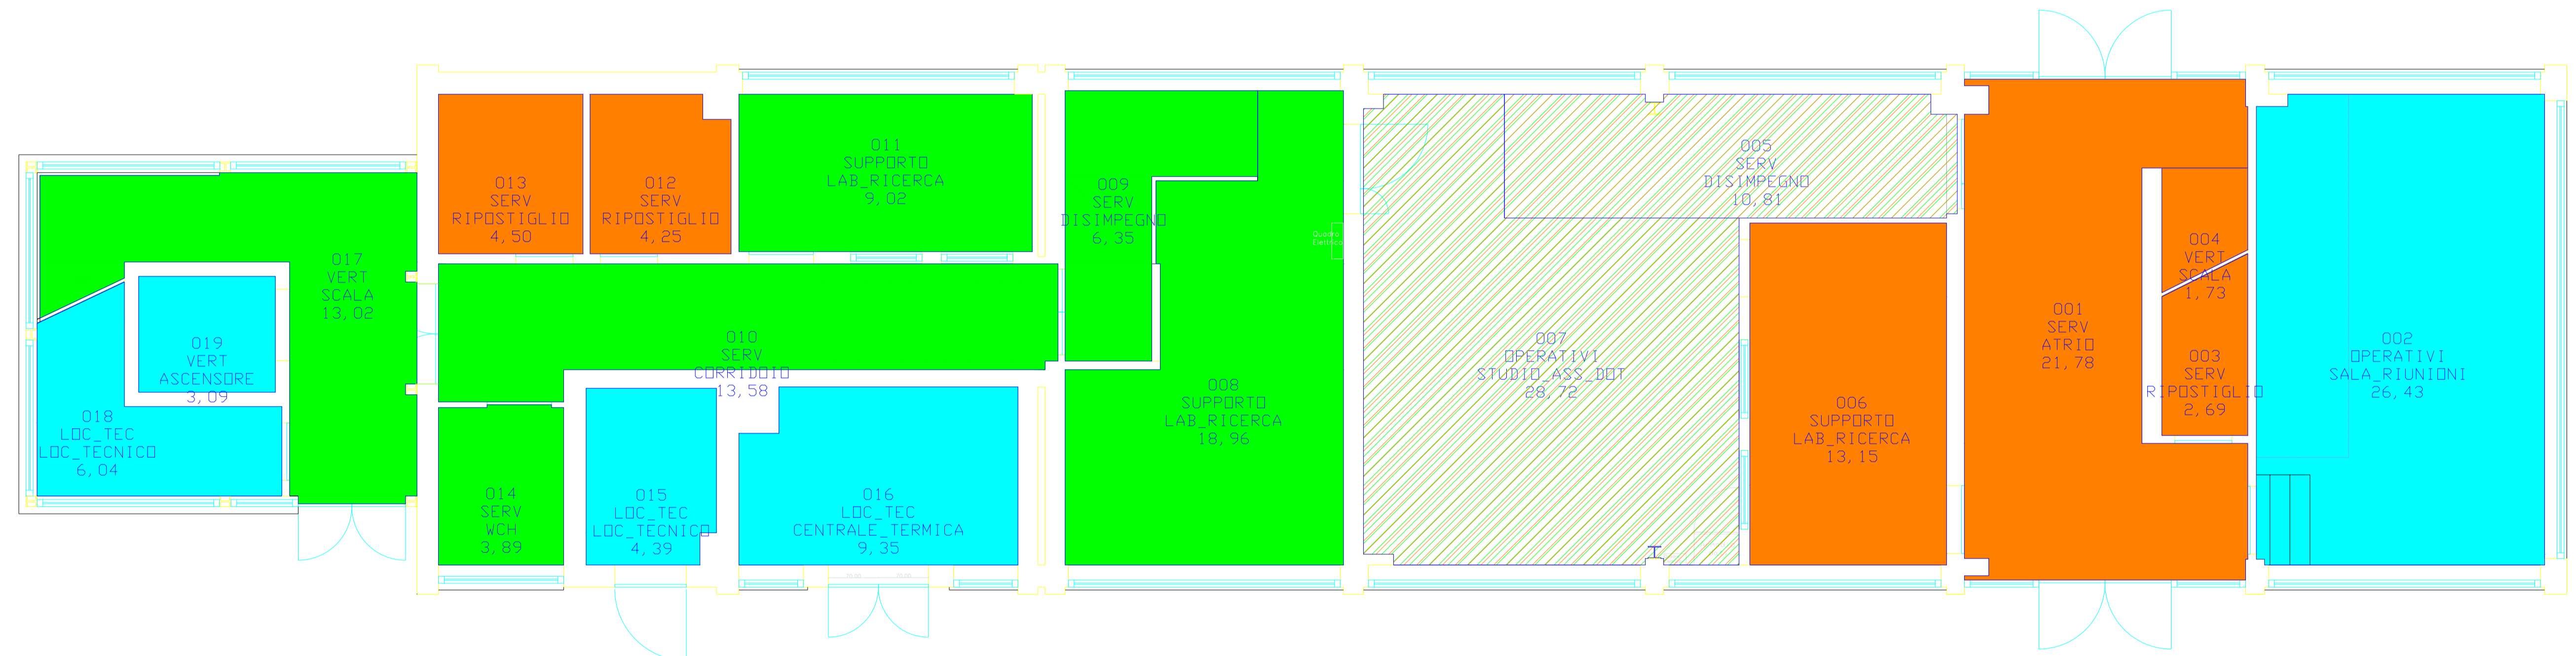 013
SERV
RIPOSTIGLIO
4,50
012
SERV
RIPOSTIGLIO
4,25
011
SUPPORTO
LAB_RICERCA
9,02
009
SERV
DISIMPEGNO
6,35
005
SERV
DISIMPEGNO
10,81
Quadro
Elettrico
017
VERT
SCALA
13,02
004
VERT
SCALA
1,73
019
VERT
ASCENSORE
3,09
010
SERV
CORRIDOIO
13,58
008
SUPPORTO
LAB_RICERCA
18,96
007
OPERATIVI
STUDIO_ASS_DOT
28,72
006
SUPPORTO
LAB_RICERCA
13,15
001
SERV
ATRIO
21,78
003
SERV
RIPOSTIGLIO
2,69
002
OPERATIVI
SALA_RIUNIONI
26,43
018
LOC_TEC
LOC_TECNICO
6,04
014
SERV
WCH
3,89
015
LOC_TEC
LOC_TECNICO
4,39
016
LOC_TEC
CENTRALE_TERMICA
9,35